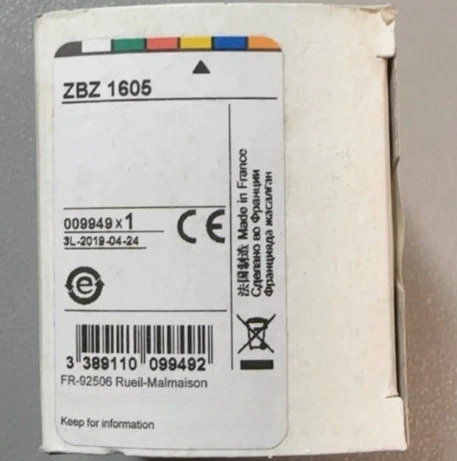 ZBZ 1605
009949 x 1
3L-2019-04-24
CE
e
3 389110 099492
FR-92506 Rueil-Malmaison
Keep for information
法国制造 Made in France
Сделано во Франции
Францияда жасалған